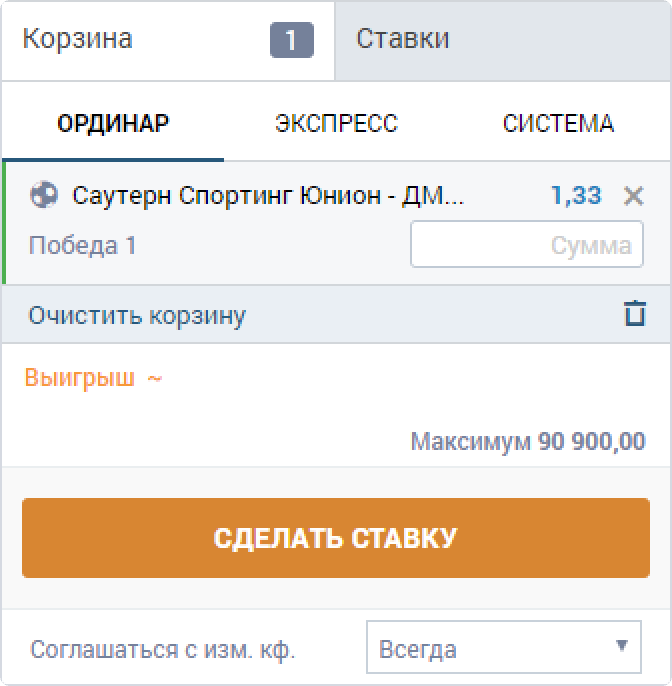 Корзина 1 Ставки
ОРДИНАР ЭКСПРЕСС СИСТЕМА
Саутерн Спортинг Юнион - ДМ... 1,33
Победа 1 Сумма
Очистить корзину
Выигрыш ~
Максимум 90 900,00
СДЕЛАТЬ СТАВКУ
Соглашаться с изм. кф. Всегда